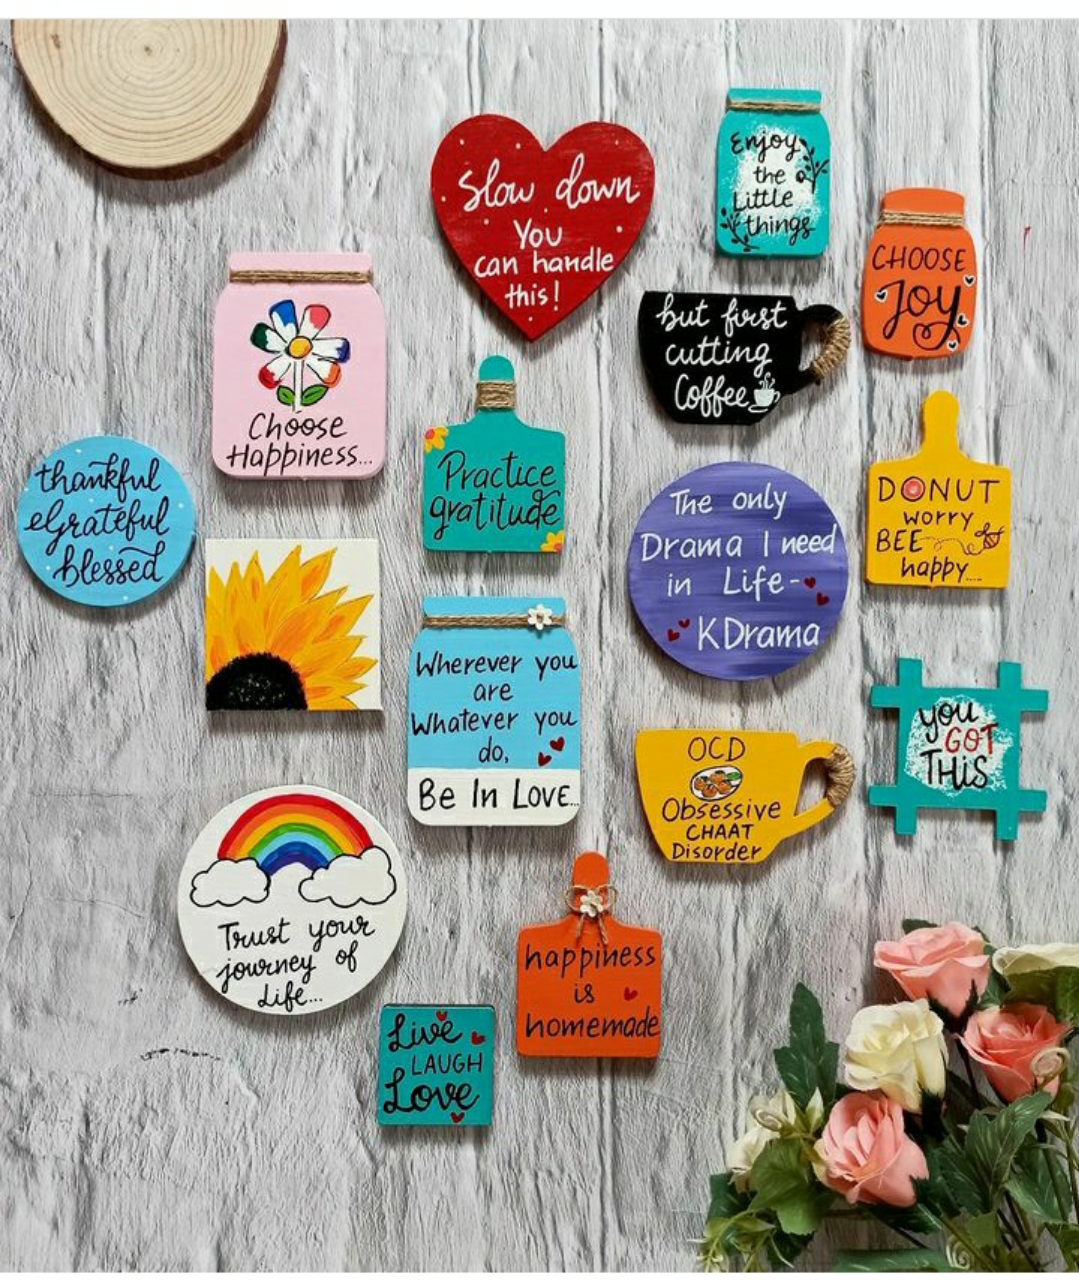 Slow down
You
can handle
this!
Enjoy
the
Little
things
CHOOSE
Joy
Choose
Happiness...
but first
cutting
Coffee
Practice
gratitude
thankful
grateful
blessed
The only
Drama I need
in Life-
KDrama
DONUT
worry
BEE
happy....
Wherever you
are
Whatever you
do,
Be In Love...
you
GOT
THIS
OCD
Obsessive
CHAAT
Disorder
Trust your
journey of
Life...
happiness
is
homemade
Live
LAUGH
Love